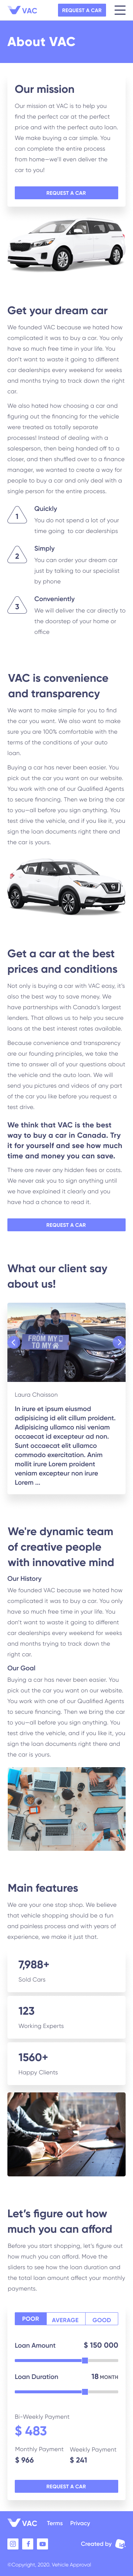 VAC
REQUEST A CAR
About VAC
Our mission
Our mission at VAC is to help you
find the perfect car at the perfect
price and with the perfect auto loan.
We make buying a car simple. You
can complete the entire process
from home—we'll even deliver the
car to you!
REQUEST A CAR
Get your dream car
We founded VAC because we hated how
complicated it was to buy a car. You only
have so much free time in your life. You
don't want to waste it going to different
car dealerships every weekend for weeks
and months trying to track down the right
car.
We also hated how choosing a car and
figuring out the financing for the vehicle
were treated as totally separate
processes! Instead of dealing with a
salesperson, then being handed off to a
closer, and then shuffled over to a finance
manager, we wanted to create a way for
people to buy a car and only deal with a
single person for the entire process.
1
Quickly
You do not spend a lot of your
time going to car dealerships
2
Simply
You can order your dream car
just by talking to our specialist
by phone
3
Conveniently
We will deliver the car directly to
the doorstep of your home or
office
VAC is convenience
and transparency
We want to make simple for you to find
the car you want. We also want to make
sure you are 100% comfortable with the
terms of the conditions of your auto
loan.
Buying a car has never been easier. You
pick out the car you want on our website.
You work with one of our Qualified Agents
to secure financing. Then we bring the car
to you—all before you sign anything. You
test drive the vehicle, and if you like it, you
sign the loan documents right there and
the car is yours.
Get a car at the best
prices and conditions
Not only is buying a car with VAC easy, it's
also the best way to save money. We
have partnerships with Canada's largest
lenders. That allows us to help you secure
loans at the best interest rates available.
Because convenience and transparency
are our founding principles, we take the
time to answer all of your questions about
the vehicle and the auto loan. We will
send you pictures and videos of any part
of the car you like before you request a
test drive.
We think that VAC is the best
way to buy a car in Canada. Try
it for yourself and see how much
time and money you can save.
There are never any hidden fees or costs.
We never ask you to sign anything until
we have explained it clearly and you
have had a chance to read it.
REQUEST A CAR
What our client say
about us!
FROM MY
TO MY
Laura Choisson
In irure et ipsum eiusmod
adipisicing id elit cillum proident.
Adipisicing ullamco nisi veniam
occaecat id excepteur ad non.
Sunt occaecat elit ullamco
commodo exercitation. Anim
mollit irure Lorem proident
veniam excepteur non irure
Lorem ...
We're dynamic team
of creative people
with innovative mind
Our History
We founded VAC because we hated how
complicated it was to buy a car. You only
have so much free time in your life. You
don't want to waste it going to different
car dealerships every weekend for weeks
and months trying to track down the
right car.
Our Goal
Buying a car has never been easier. You
pick out the car you want on our website.
You work with one of our Qualified Agents
to secure financing. Then we bring the car
to you—all before you sign anything. You
test drive the vehicle, and if you like it, you
sign the loan documents right there and
the car is yours.
Main features
We are you one stop shop. We believe
that vehicle shopping should be a fun
and painless process and with years of
experience, we make it just that.
7,988+
Sold Cars
123
Working Experts
1560+
Happy Clients
Let's figure out how
much you can afford
Before you start shopping, let's figure out
how much you can afford. Move the
sliders to see how the loan duration and
the total loan amount affect your monthly
payments.
POOR AVERAGE GOOD
Loan Amount $ 150 000
Loan Duration 18 MONTH
Bi-Weekly Payment
$ 483
Monthly Payment Weekly Payment
$ 966 $ 241
REQUEST A CAR
VAC Terms Privacy
Created by
©Copyright, 2020. Vehicle Approval